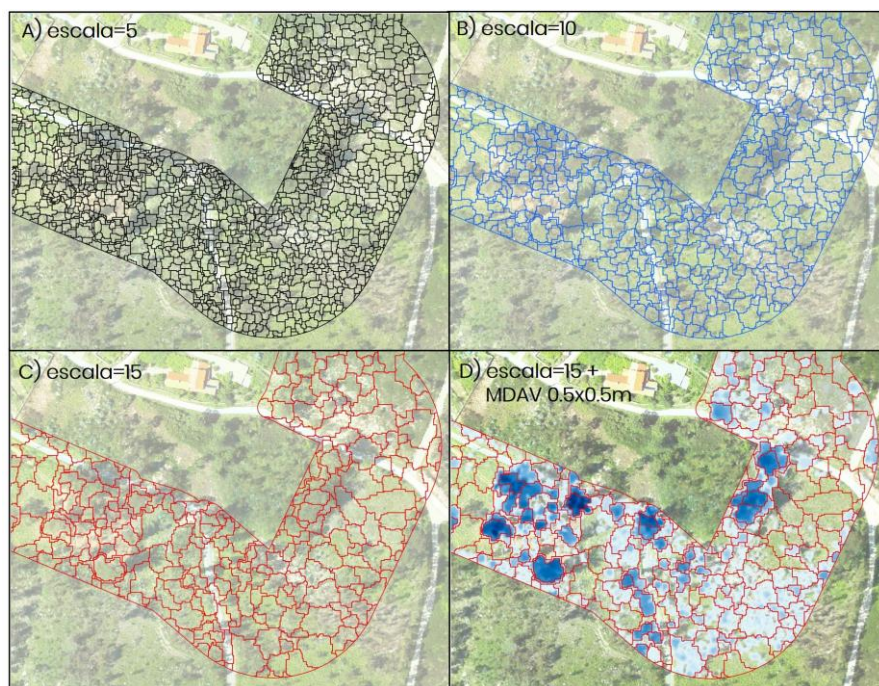 A) escala=5
B) escala=10
C) escala=15
D) escala=15 +
MDAV 0.5x0.5m